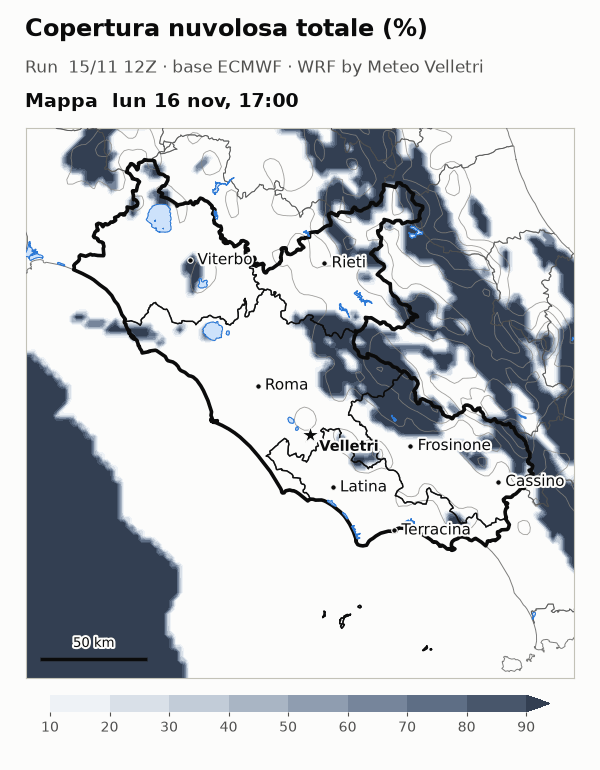 Copertura nuvolosa totale (%)
Run 15/11 12Z · base ECMWF · WRF by Meteo Velletri
Mappa lun 16 nov, 17:00
Viterbo
Rieti
Roma
Velletri
Frosinone
Latina
Cassino
Terracina
50 km
10 20 30 40 50 60 70 80 90